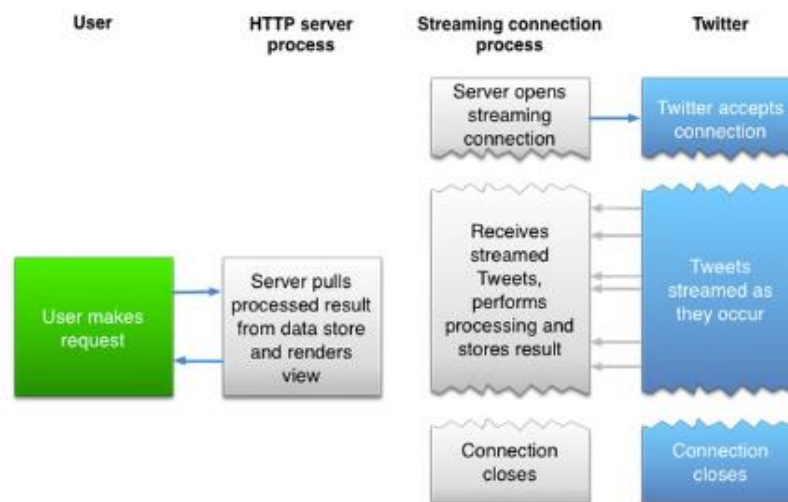 User
HTTP server
process
Streaming connection
process
Twitter
Server opens
streaming
connection
Twitter accepts
connection
User makes
request
Server pulls
processed result
from data store
and renders
view
Receives
streamed
Tweets,
performs
processing and
stores result
Tweets
streamed as
they occur
Connection
closes
Connection
closes